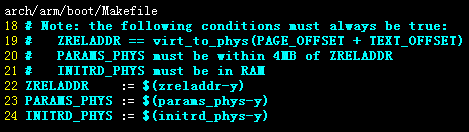 arch/arm/boot/Makefile
18 # Note: the following conditions must always be true:
19 #   ZRELADDR == virt_to_phys(PAGE_OFFSET + TEXT_OFFSET)
20 #   PARAMS_PHYS must be within 4MB of ZRELADDR
21 #   INITRD_PHYS must be in RAM
22 ZRELADDR    := $(zreladdr-y)
23 PARAMS_PHYS := $(params_phys-y)
24 INITRD_PHYS := $(initrd_phys-y)